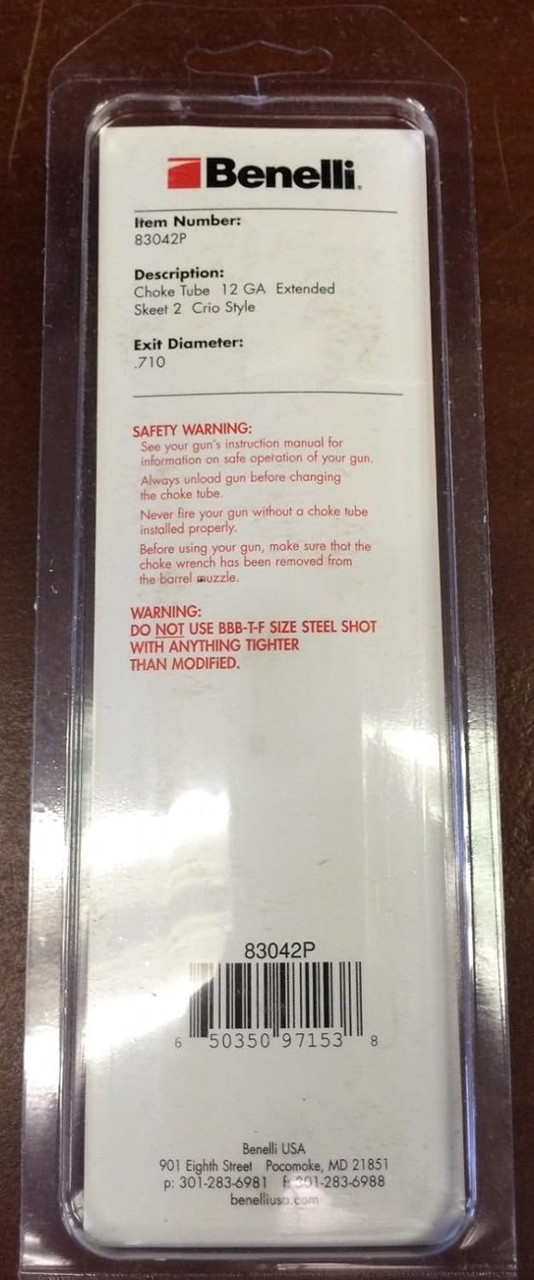 Benelli.
Item Number:
83042P
Description:
Choke Tube 12 GA Extended
Skeet 2 Crio Style
Exit Diameter:
.710
SAFETY WARNING:
See your gun's instruction manual for
information on safe operation of your gun.
Always unload gun before changing
the choke tube.
Never fire your gun without a choke tube
installed properly.
Before using your gun, make sure that the
choke wrench has been removed from
the barrel muzzle.
WARNING:
DO NOT USE BBB-T-F SIZE STEEL SHOT
WITH ANYTHING TIGHTER
THAN MODIFiED.
83042P
6 50350 97153 8
Benelli USA
901 Eighth Street Pocomoke, MD 21851
p: 301-283-6981 f: 301-283-6988
benelliusa.com